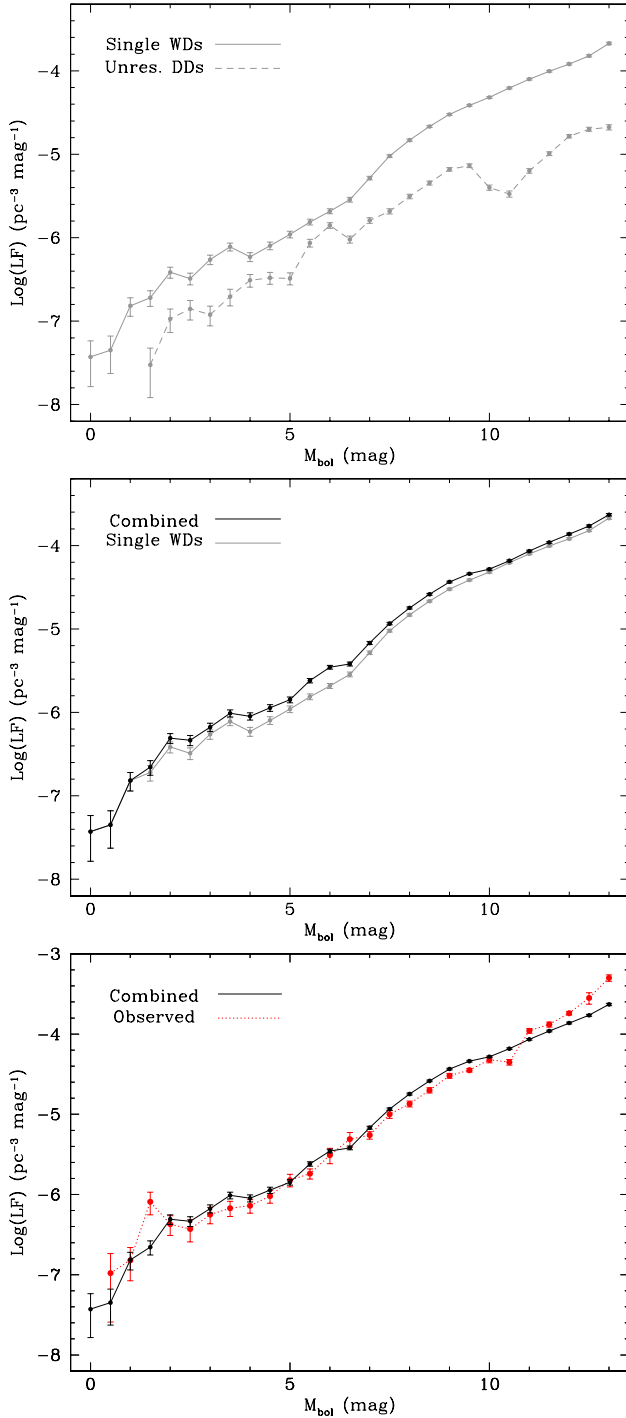 Single WDs
Unres. DDs
−4
−5
−6
−7
−8
Log(LF) (pc⁻³ mag⁻¹)
0 5 10
M_bol (mag)
Combined
Single WDs
−4
−5
−6
−7
−8
Log(LF) (pc⁻³ mag⁻¹)
0 5 10
M_bol (mag)
−3
Combined
Observed
−4
−5
−6
−7
−8
Log(LF) (pc⁻³ mag⁻¹)
0 5 10
M_bol (mag)